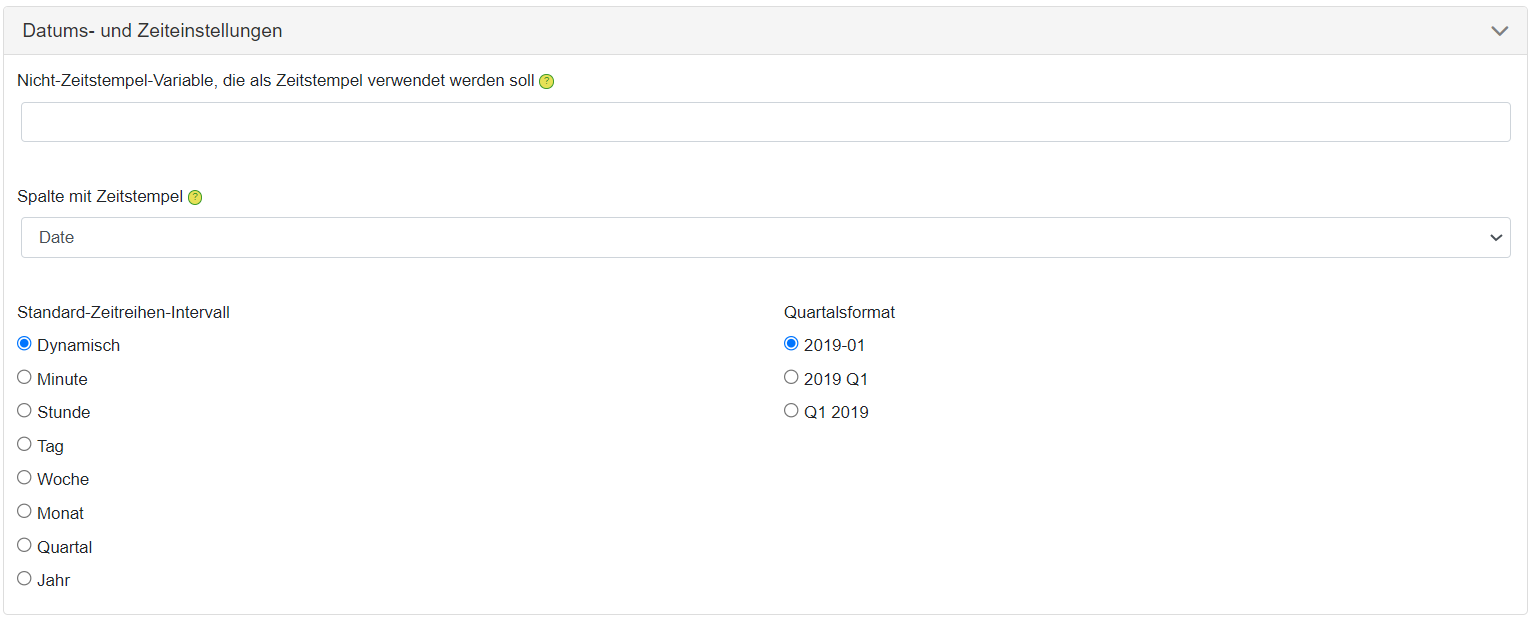 Datums- und Zeiteinstellungen
Nicht-Zeitstempel-Variable, die als Zeitstempel verwendet werden soll ?
Spalte mit Zeitstempel ?
Date
Standard-Zeitreihen-Intervall
Dynamisch
Minute
Stunde
Tag
Woche
Monat
Quartal
Jahr
Quartalsformat
2019-01
2019 Q1
Q1 2019